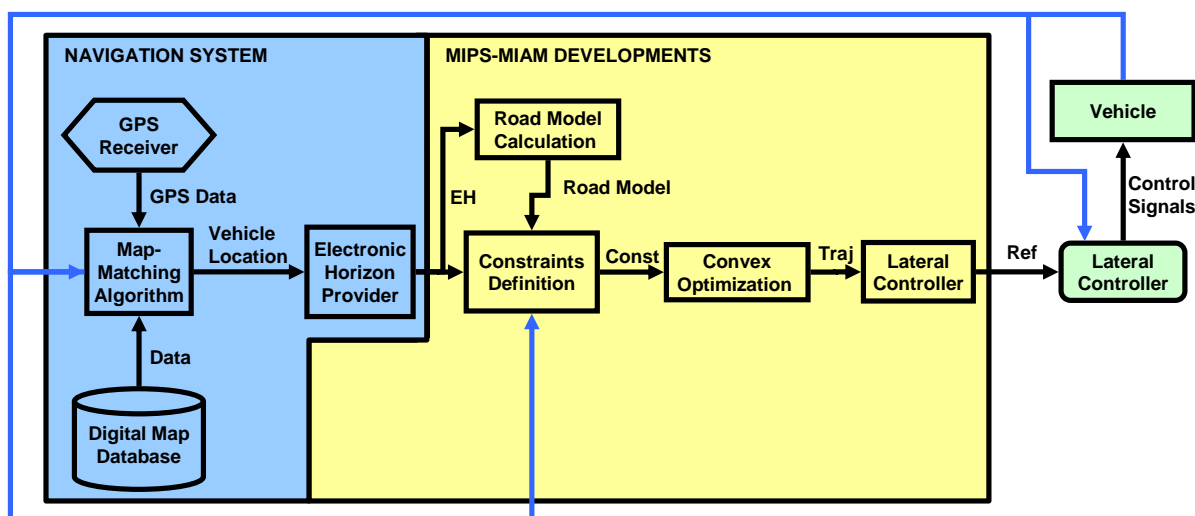 NAVIGATION SYSTEM
MIPS-MIAM DEVELOPMENTS
GPS
Receiver
GPS Data
Map-
Matching
Algorithm
Vehicle
Location
Electronic
Horizon
Provider
Data
Digital Map
Database
EH
Road Model
Calculation
Road Model
Constraints
Definition
Const
Convex
Optimization
Traj
Lateral
Controller
Ref
Vehicle
Control
Signals
Lateral
Controller